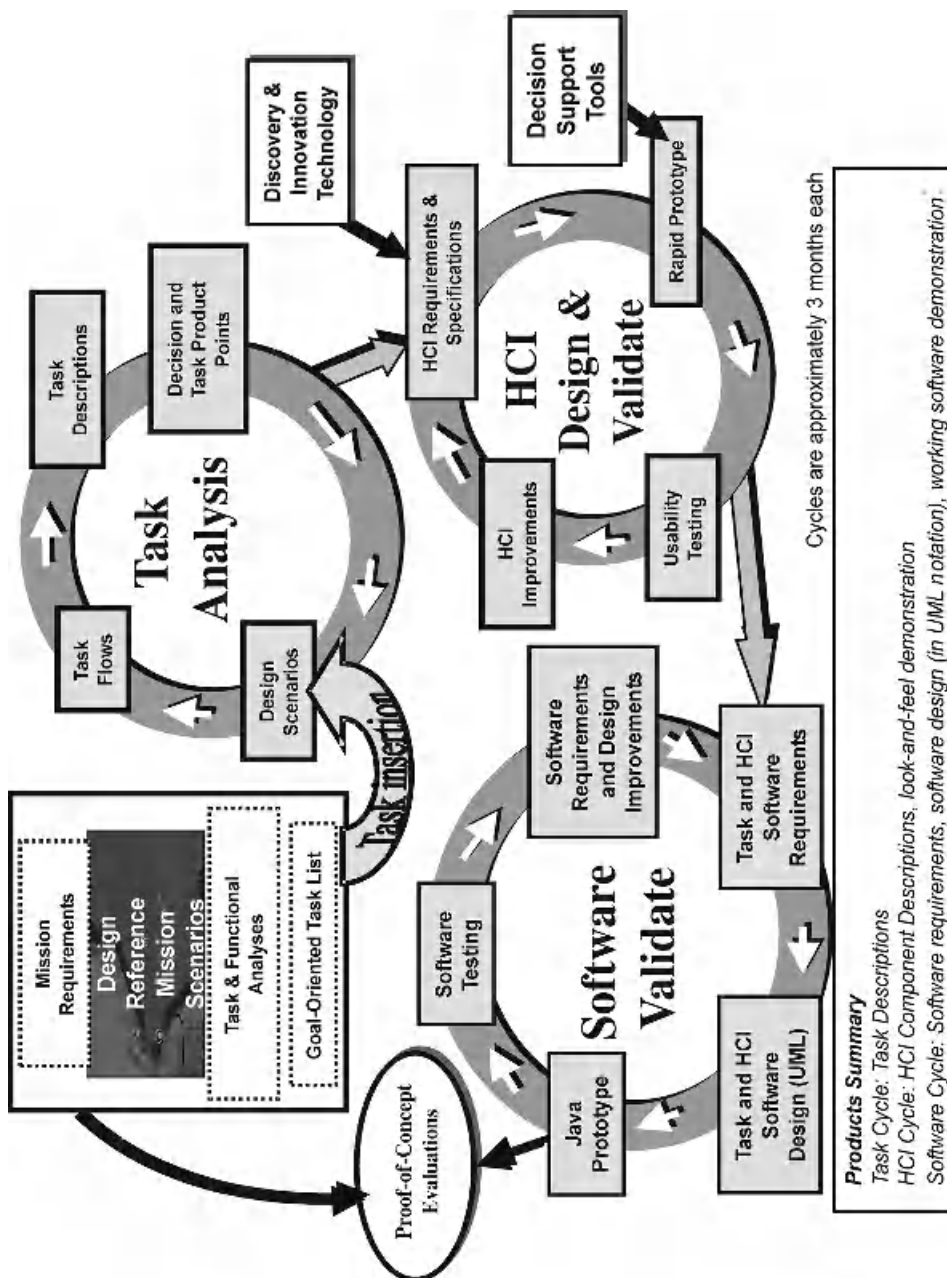 Mission
Requirements
Design
Reference
Mission
Scenarios
Task & Functional
Analyses
Goal-Oriented Task List
Task insertion
Proof-of-Concept
Evaluations
Task
Analysis
Task
Flows
Task
Descriptions
Decision and
Task Product
Points
Design
Scenarios
Discovery &
Innovation
Technology
HCI
Design &
Validate
HCI Requirements &
Specifications
Decision
Support
Tools
Rapid Prototype
Usability
Testing
HCI
Improvements
Software
Validate
Software
Testing
Software
Requirements
and Design
Improvements
Task and HCI
Software
Requirements
Task and HCI
Software
Design (UML)
Java
Prototype
Cycles are approximately 3 months each
Products Summary
Task Cycle: Task Descriptions
HCI Cycle: HCI Component Descriptions, look-and-feel demonstration
Software Cycle: Software requirements, software design (in UML notation), working software demonstration.